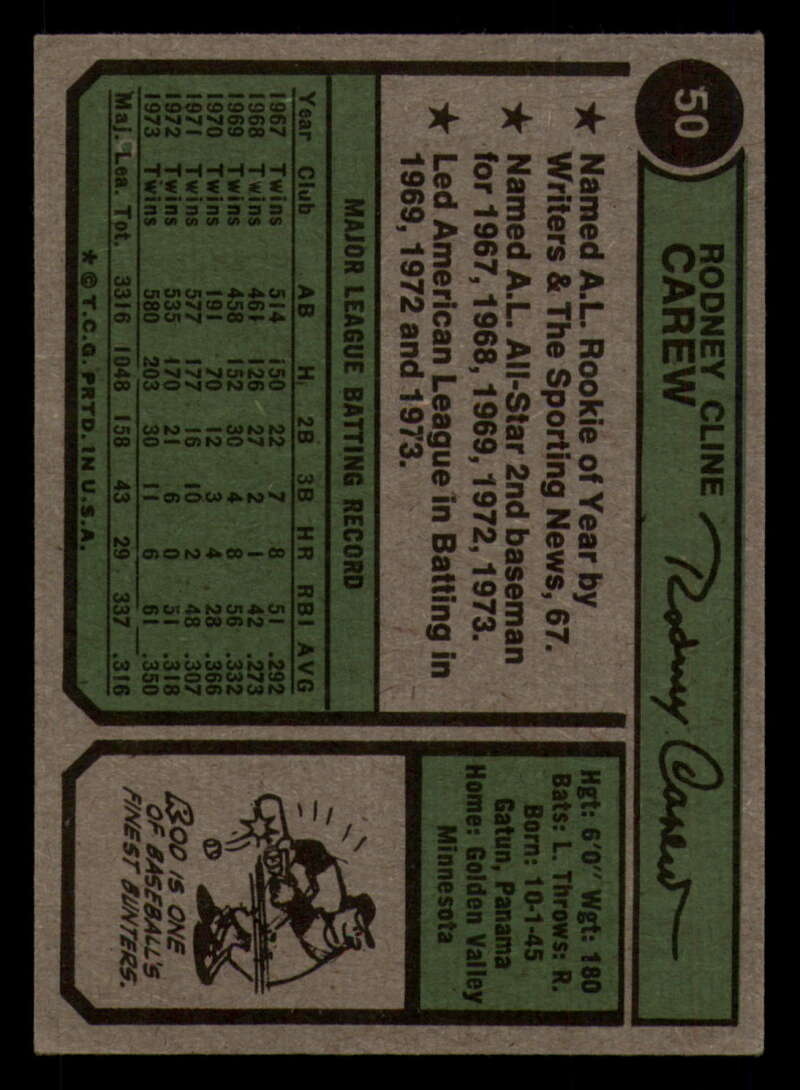 50
RODNEY CLINE
CAREW
Rodney Carew
★ Named A.L. Rookie of Year by
Writers & The Sporting News, 67.
★ Named A.L. All-Star 2nd baseman
for 1967, 1968, 1969, 1972, 1973.
★ Led American League in Batting in
1969, 1972 and 1973.
MAJOR LEAGUE BATTING RECORD
Year Club AB H 2B 3B HR RBI AVG
1967 Twins 514 150 22 7 8 51 .292
1968 Twins 461 126 27 2 1 42 .273
1969 Twins 458 152 30 4 8 56 .332
1970 Twins 191 70 12 3 4 28 .366
1971 Twins 577 177 16 10 2 48 .307
1972 Twins 535 170 21 6 0 51 .318
1973 Twins 580 203 30 11 6 61 .350
Maj. Lea. Tot. 3316 1048 158 43 29 337 .316
★ © T.C.G. PRTD. IN U.S.A.
Hgt: 6'0" Wgt: 180
Bats: L. Throws: R.
Born: 10-1-45
Gatun, Panama
Home: Golden Valley
Minnesota
ROD IS ONE
OF BASEBALL'S
FINEST BUNTERS.